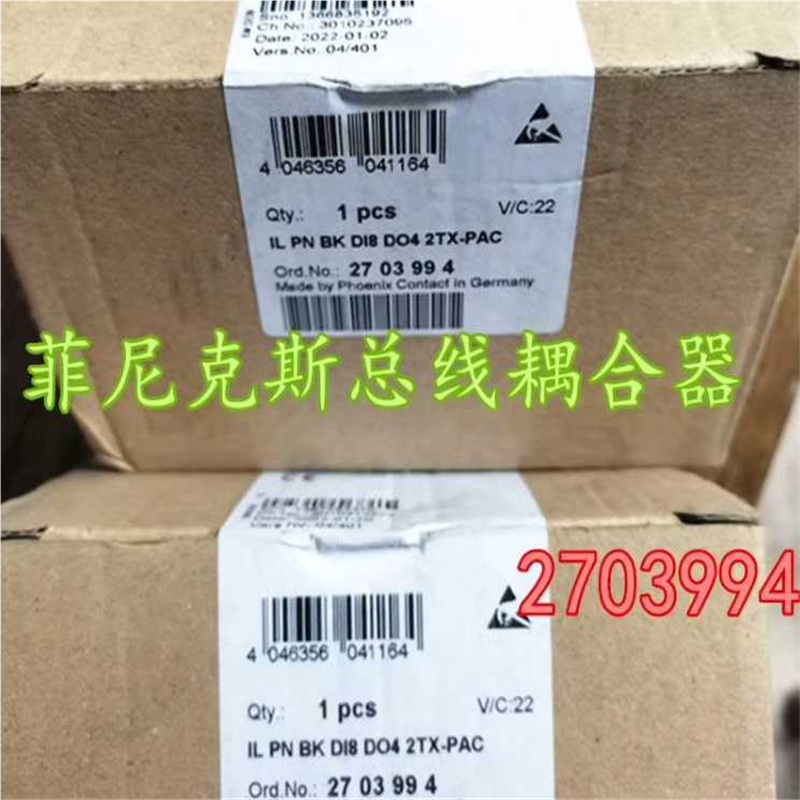 Sno: 1366835192
Ch No.: 3010237095
Date: 2022-01-02
Vers.No. 04/401
4 046356 041164
Qty.: 1 pcs V/C:22
IL PN BK DI8 DO4 2TX-PAC
Ord.No.: 27 03 99 4
Made by Phoenix Contact in Germany
菲尼克斯总线耦合器
2703994
4 046356 041164
Qty.: 1 pcs V/C:22
IL PN BK DI8 DO4 2TX-PAC
Ord.No.: 27 03 99 4